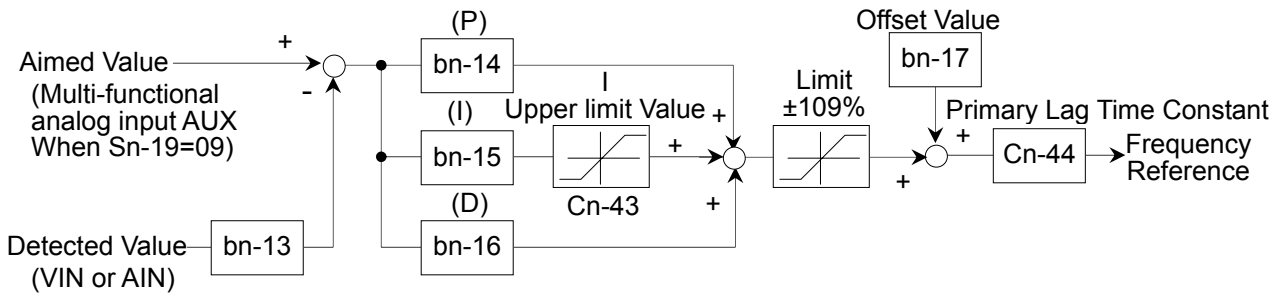 (P)
Offset Value
+
bn-14
bn-17
Aimed Value
-
I
Limit
(Multi-functional
analog input AUX
When Sn-19=09)
(I)
Upper limit Value
±109%
Primary Lag Time Constant
+
+
bn-15
+
Cn-44
Frequency
Reference
Cn-43
+
+
(D)
Detected Value
bn-13
bn-16
(VIN or AIN)